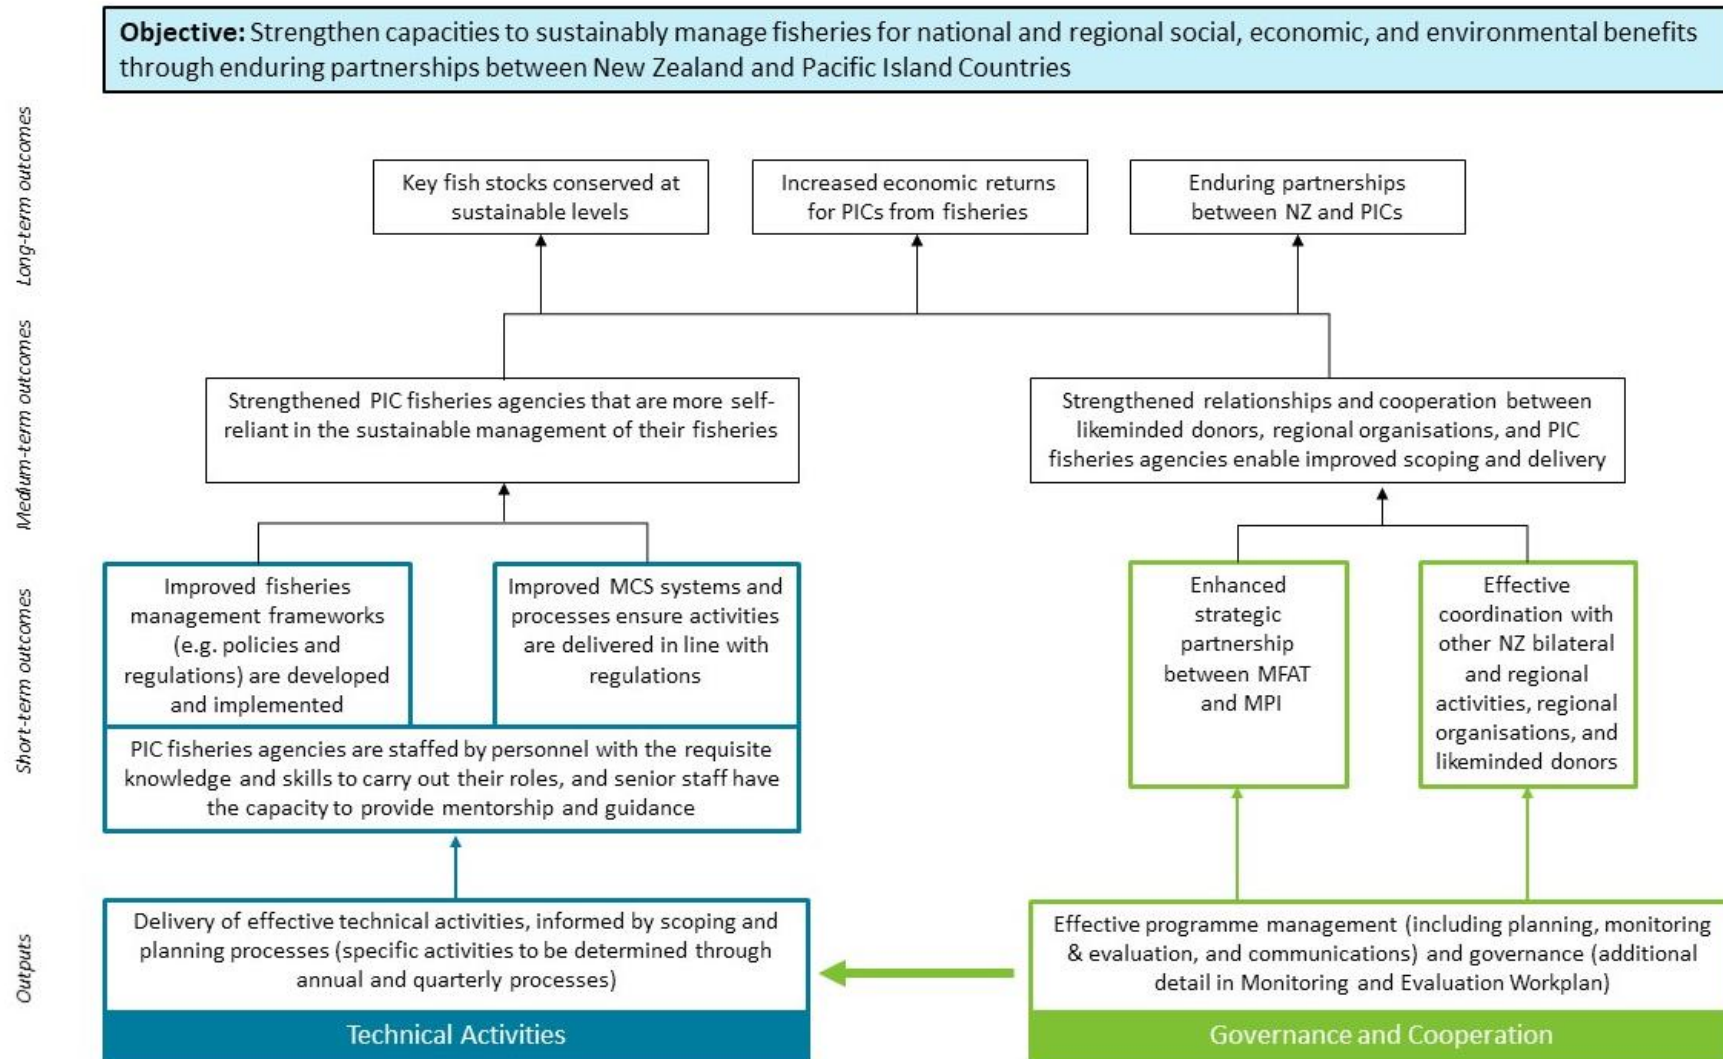 Objective: Strengthen capacities to sustainably manage fisheries for national and regional social, economic, and environmental benefits
through enduring partnerships between New Zealand and Pacific Island Countries
Long-term outcomes
Key fish stocks conserved at
sustainable levels
Increased economic returns
for PICs from fisheries
Enduring partnerships
between NZ and PICs
Medium-term outcomes
Strengthened PIC fisheries agencies that are more self-
reliant in the sustainable management of their fisheries
Strengthened relationships and cooperation between
likeminded donors, regional organisations, and PIC
fisheries agencies enable improved scoping and delivery
Short-term outcomes
Improved fisheries
management frameworks
(e.g. policies and
regulations) are developed
and implemented
Improved MCS systems and
processes ensure activities
are delivered in line with
regulations
PIC fisheries agencies are staffed by personnel with the requisite
knowledge and skills to carry out their roles, and senior staff have
the capacity to provide mentorship and guidance
Enhanced
strategic
partnership
between MFAT
and MPI
Effective
coordination with
other NZ bilateral
and regional
activities, regional
organisations, and
likeminded donors
Outputs
Delivery of effective technical activities, informed by scoping and
planning processes (specific activities to be determined through
annual and quarterly processes)
Technical Activities
Effective programme management (including planning, monitoring
& evaluation, and communications) and governance (additional
detail in Monitoring and Evaluation Workplan)
Governance and Cooperation